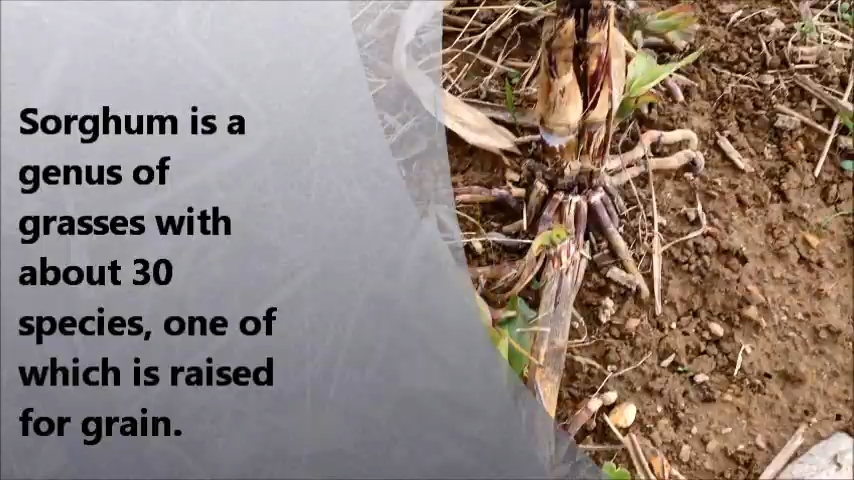 Sorghum is a
genus of
grasses with
about 30
species, one of
which is raised
for grain.